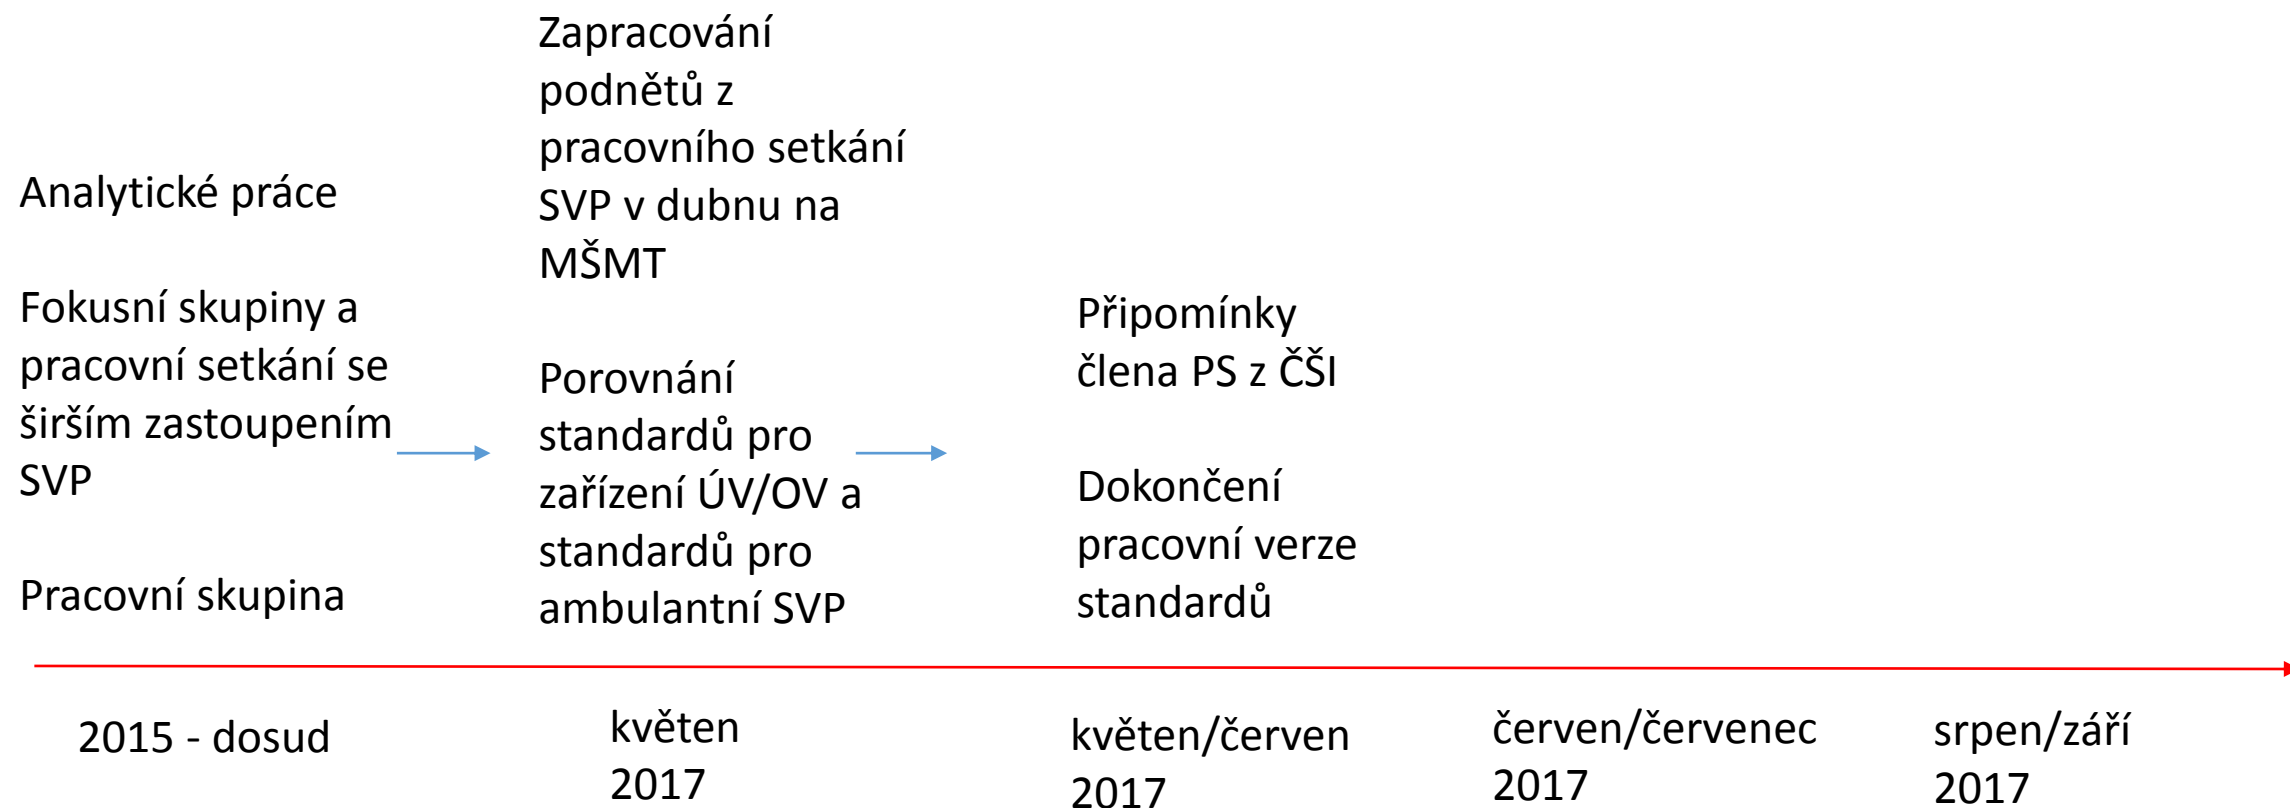 Analytické práce
Fokusní skupiny a
pracovní setkání se
širším zastoupením
SVP
Pracovní skupina
Zapracování
podnětů z
pracovního setkání
SVP v dubnu na
MŠMT
Porovnání
standardů pro
zařízení ÚV/OV a
standardů pro
ambulantní SVP
Připomínky
člena PS z ČŠI
Dokončení
pracovní verze
standardů
2015 - dosud
květen
2017
květen/červen
2017
červen/červenec
2017
srpen/září
2017